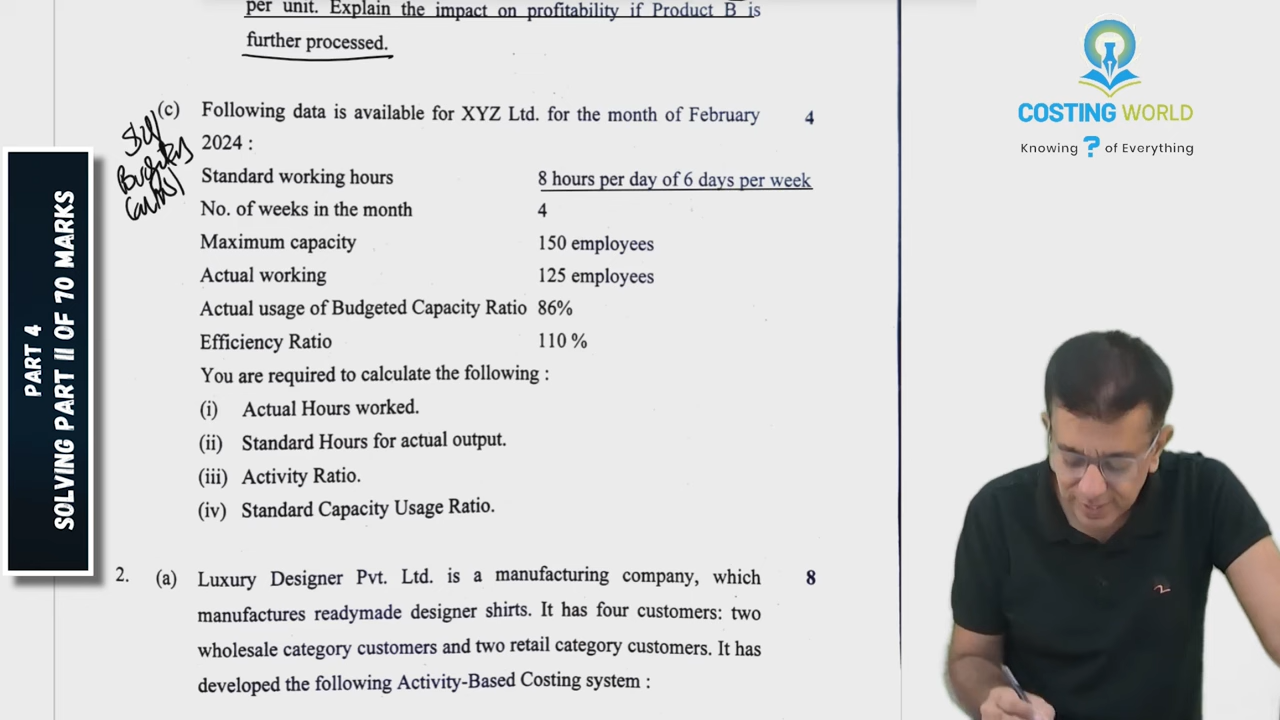 per unit. Explain the impact on profitability if Product B is
further processed.
(c) Following data is available for XYZ Ltd. for the month of February 4
2024 :
Standard working hours 8 hours per day of 6 days per week
No. of weeks in the month 4
Maximum capacity 150 employees
Actual working 125 employees
Actual usage of Budgeted Capacity Ratio 86%
Efficiency Ratio 110 %
You are required to calculate the following :
(i) Actual Hours worked.
(ii) Standard Hours for actual output.
(iii) Activity Ratio.
(iv) Standard Capacity Usage Ratio.
2. (a) Luxury Designer Pvt. Ltd. is a manufacturing company, which 8
manufactures readymade designer shirts. It has four customers: two
wholesale category customers and two retail category customers. It has
developed the following Activity-Based Costing system :
PART 4
SOLVING PART II OF 70 MARKS
COSTING WORLD
Knowing ? of Everything